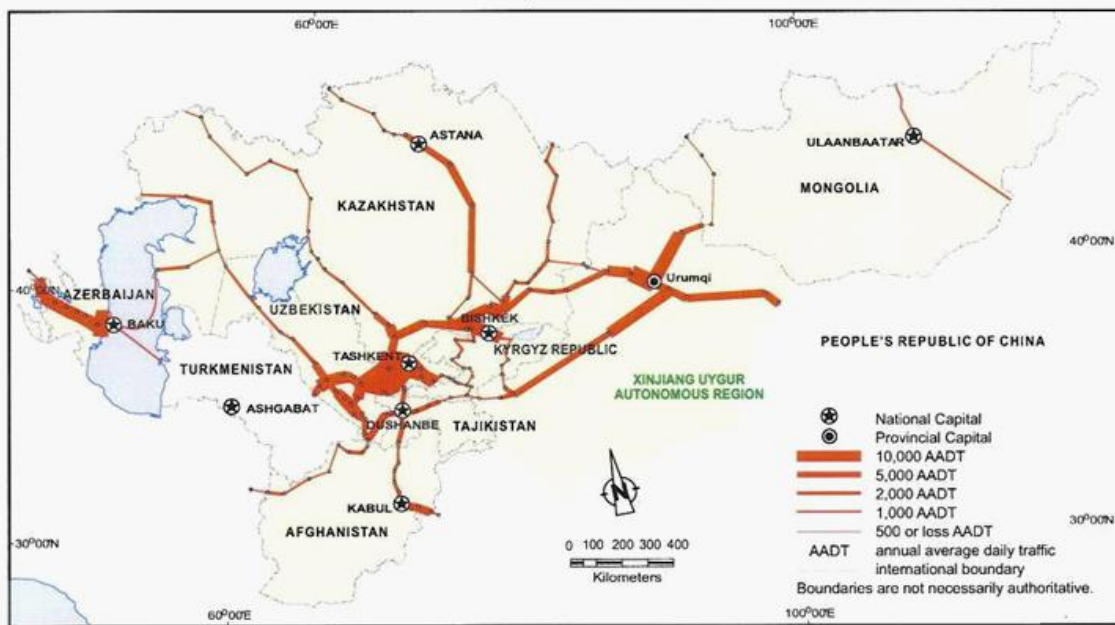 60°00'E
100°00'E
ASTANA
ULAANBAATAR
MONGOLIA
KAZAKHSTAN
40°00'N
Urumqi
AZERBAIJAN
UZBEKISTAN
BISHKEK
BAKU
KYRGYZ REPUBLIC
PEOPLE'S REPUBLIC OF CHINA
TASHKENT
TURKMENISTAN
XINJIANG UYGUR
AUTONOMOUS REGION
ASHGABAT
DUSHANBE
TAJIKISTAN
National Capital
Provincial Capital
10,000 AADT
5,000 AADT
2,000 AADT
1,000 AADT
500 or less AADT
AADT annual average daily traffic
international boundary
Boundaries are not necessarily authoritative.
KABUL
AFGHANISTAN
N
0 100 200 300 400
Kilometers
30°00'N
30°00'N
60°00'E
100°00'E